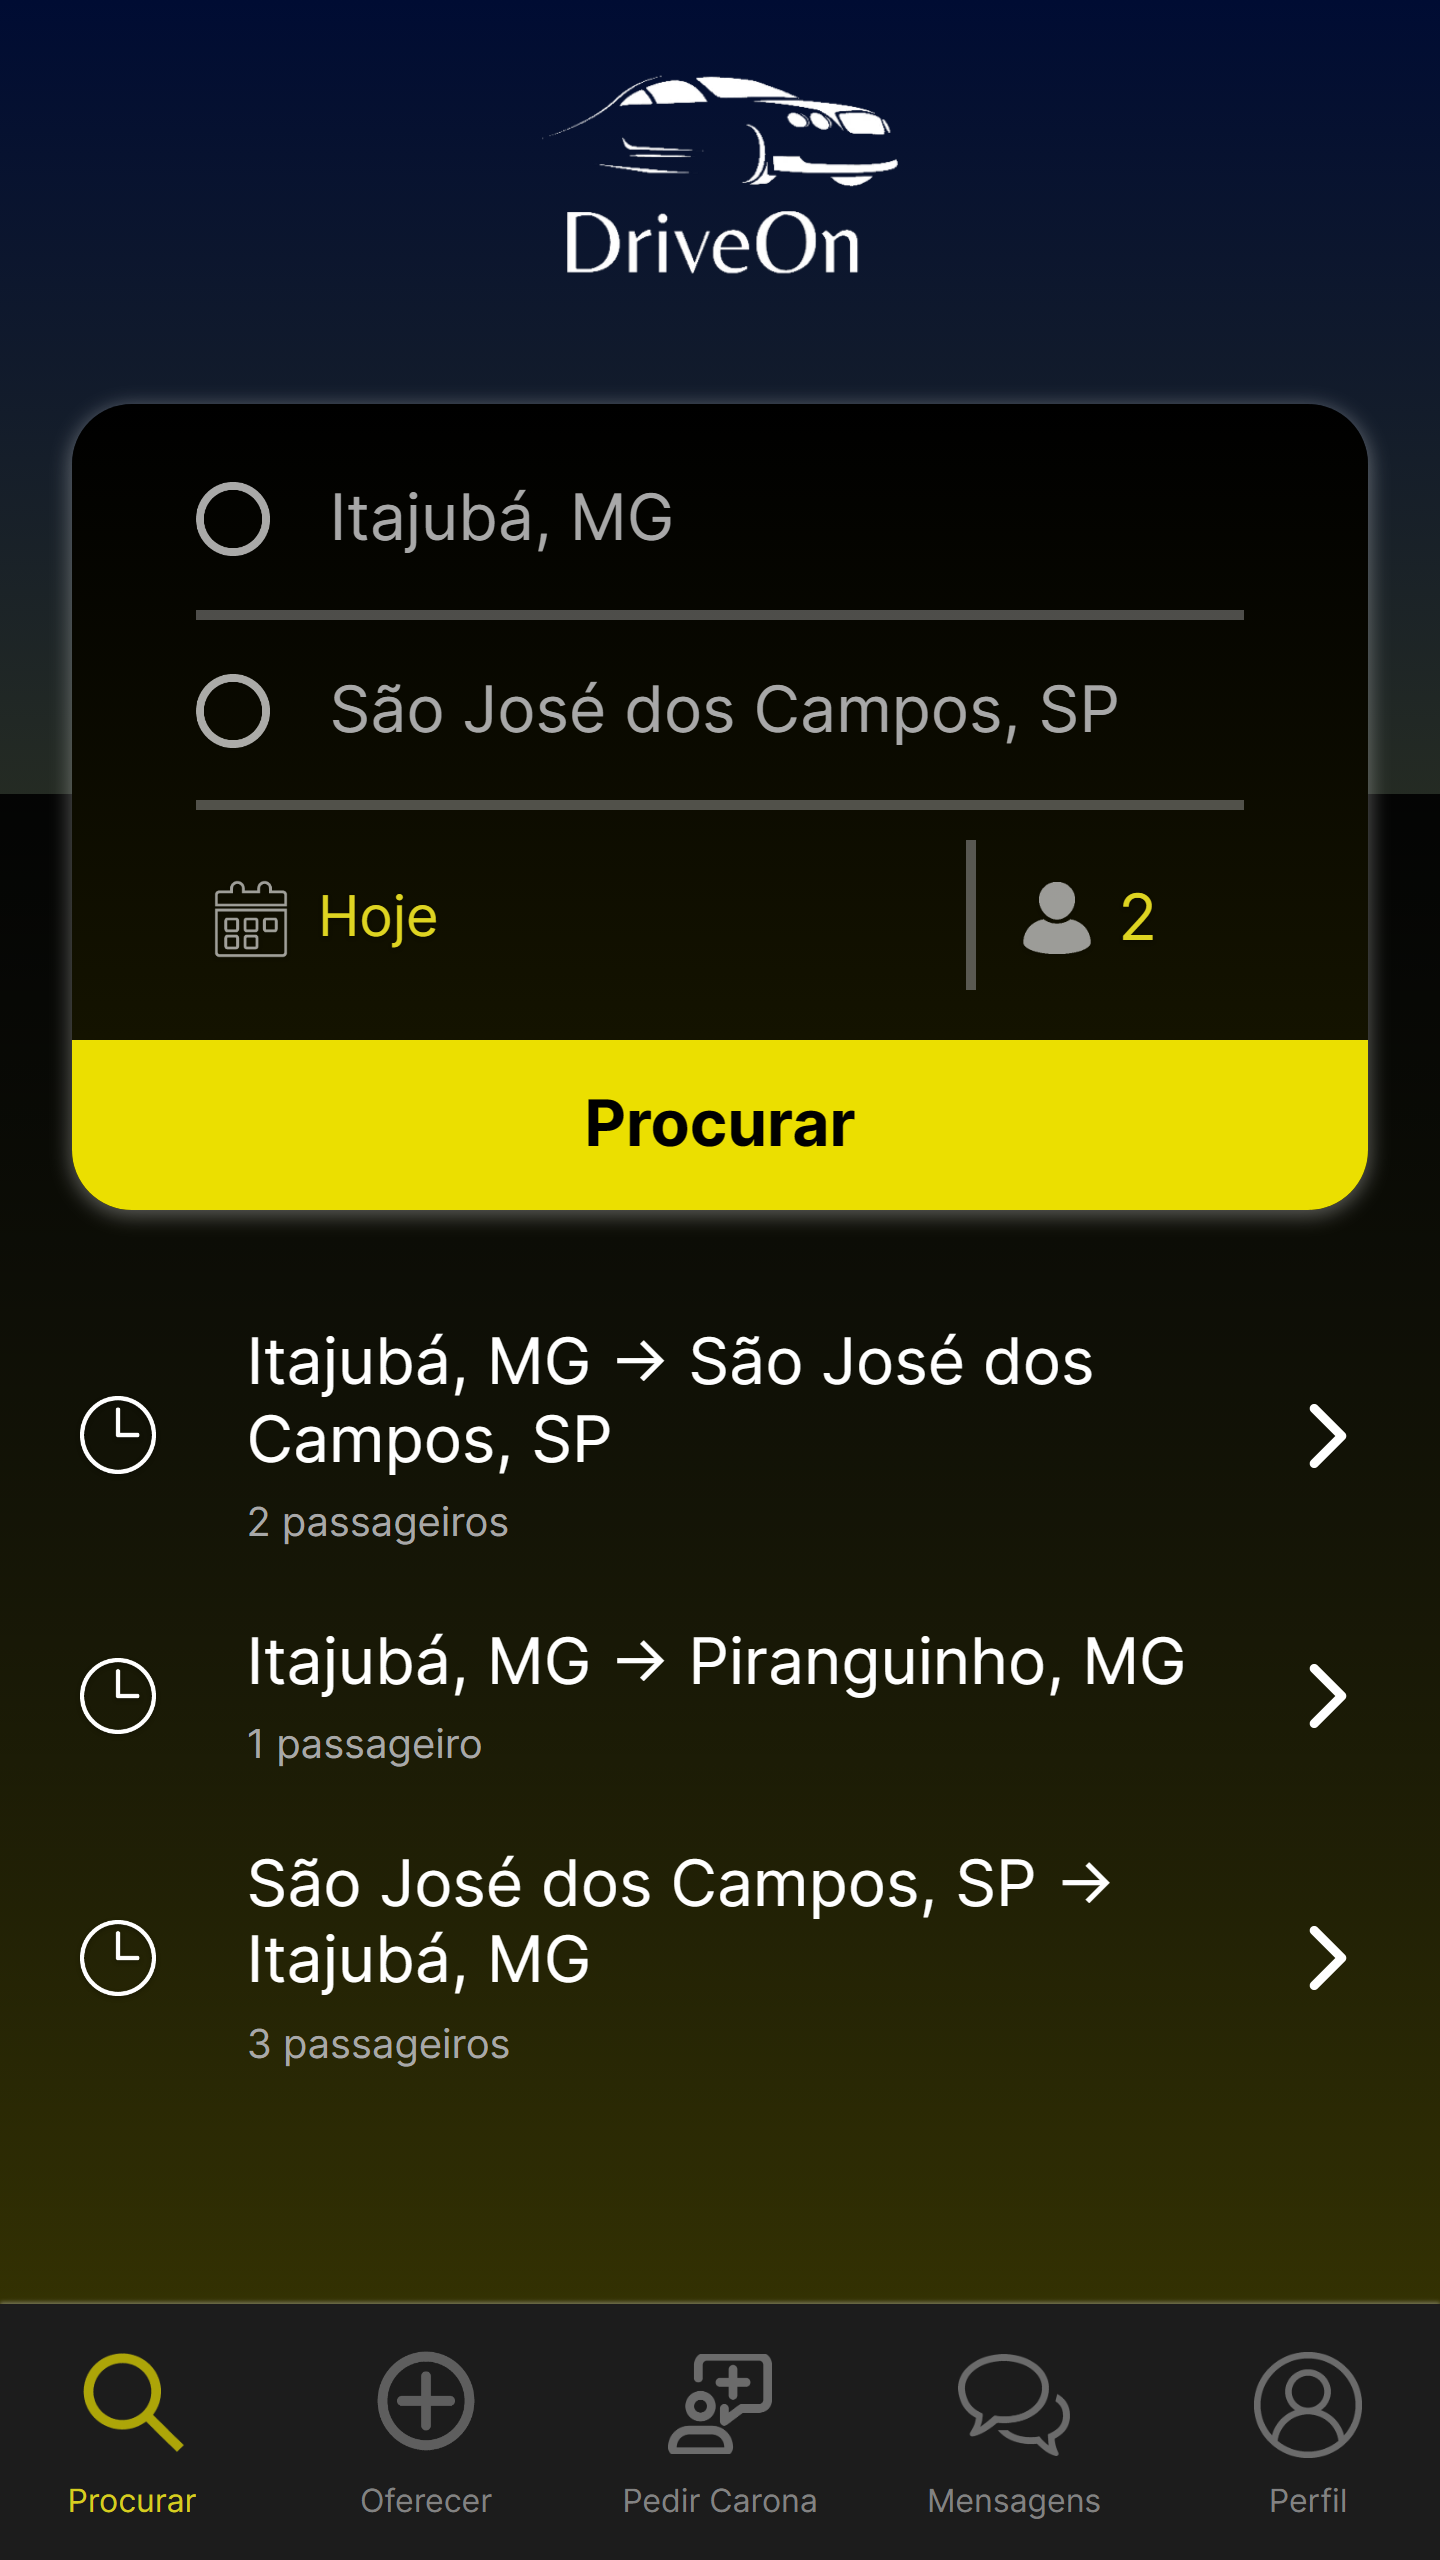 DriveOn
Itajubá, MG
São José dos Campos, SP
Hoje
2
Procurar
Itajubá, MG → São José dos
Campos, SP
2 passageiros
Itajubá, MG → Piranguinho, MG
1 passageiro
São José dos Campos, SP →
Itajubá, MG
3 passageiros
Procurar
Oferecer
Pedir Carona
Mensagens
Perfil